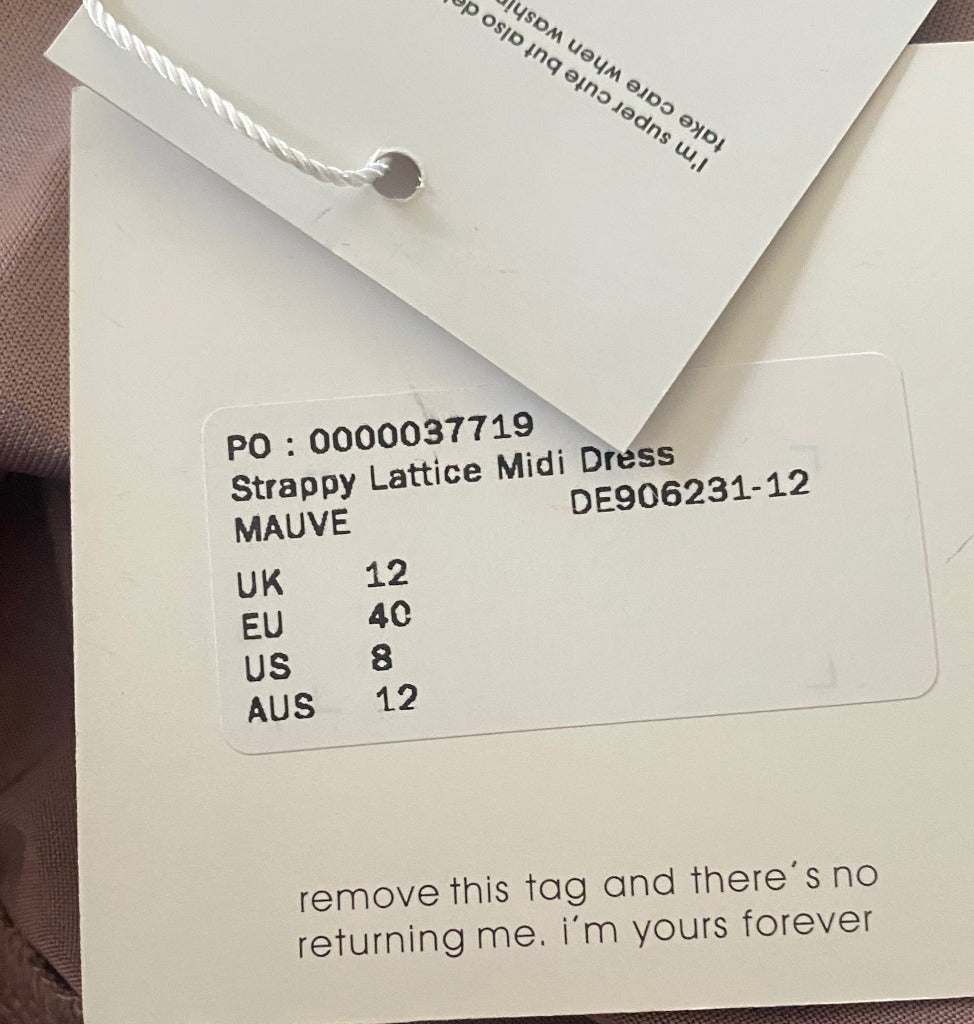 I'm super cute but also
take care when
PO : 0000037719
Strappy Lattice Midi Dress
MAUVE DE906231-12
UK 12
EU 40
US 8
AUS 12
remove this tag and there's no
returning me. i'm yours forever